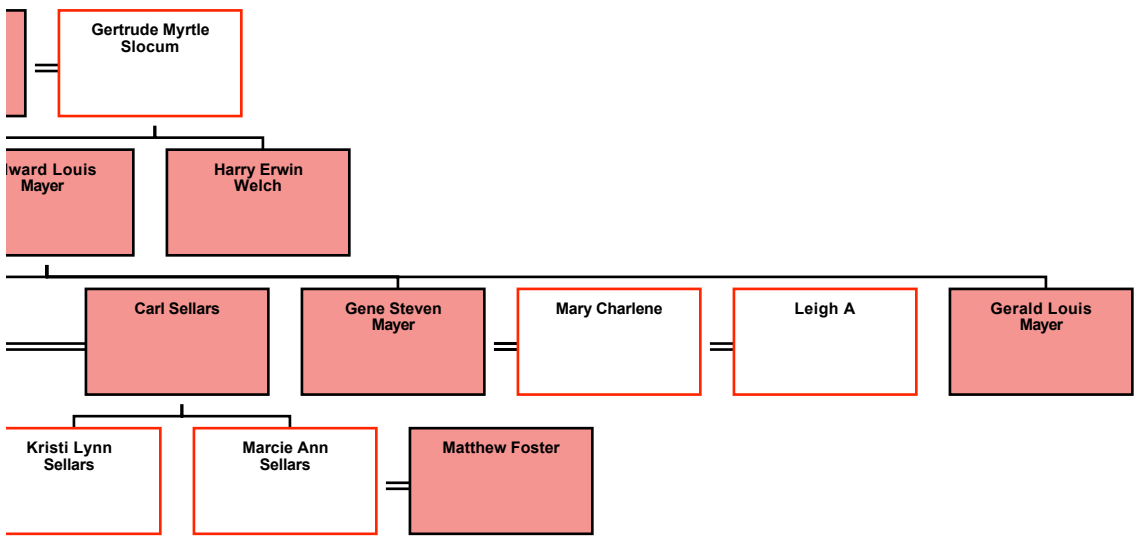 Gertrude Myrtle
Slocum
Louis
Mayer
Harry Erwin
Welch
Carl Sellars
Gene Steven
Mayer
Mary Charlene
Leigh A
Gerald Louis
Mayer
Kristi Lynn
Sellars
Marcie Ann
Sellars
Matthew Foster